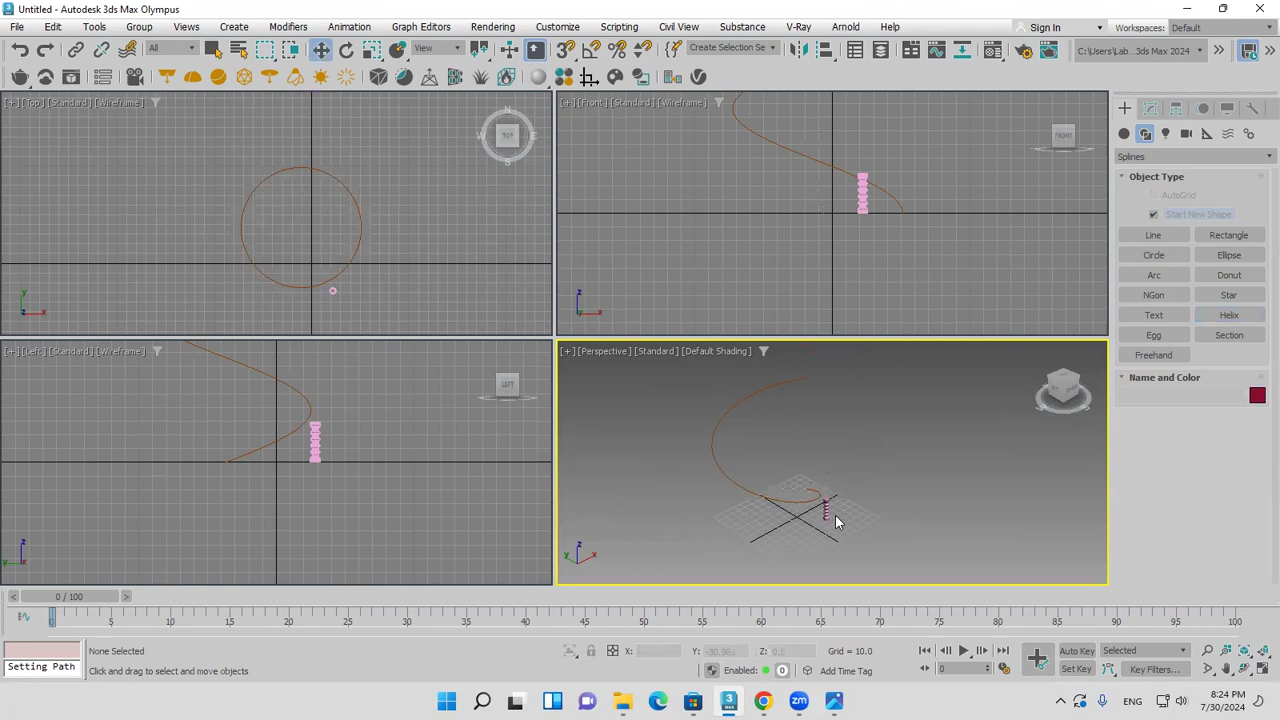 Untitled - Autodesk 3ds Max Olympus
File Edit Tools Group Views Create Modifiers Animation Graph Editors Rendering Customize Scripting Civil View Substance V-Ray Arnold Help Sign In Workspaces: Default
All View Create Selection Se C:\Users\Lab...3ds Max 2024
[+] [Top] [Standard] [Wireframe]
[+] [Front] [Standard] [Wireframe]
N
W TOP E
S
FRONT
Splines
Object Type
AutoGrid
Start New Shape
Line Rectangle
Circle Ellipse
Arc Donut
NGon Star
Text Helix
Egg Section
Freehand
Name and Color
y x
z x
[+] [Left] [Standard] [Wireframe]
[+] [Perspective] [Standard] [Default Shading]
LEFT
z
y
z
y x
< 0 / 100 >
0 5 10 15 20 25 30 35 40 45 50 55 60 65 70 75 80 85 90 95 100
None Selected X: Y: Z: Grid = 10.0 Auto Key Selected
Setting Path Click and drag to select and move objects Enabled: 0 Add Time Tag 0 Set Key Key Filters...
ENG
8:24 PM
7/30/2024